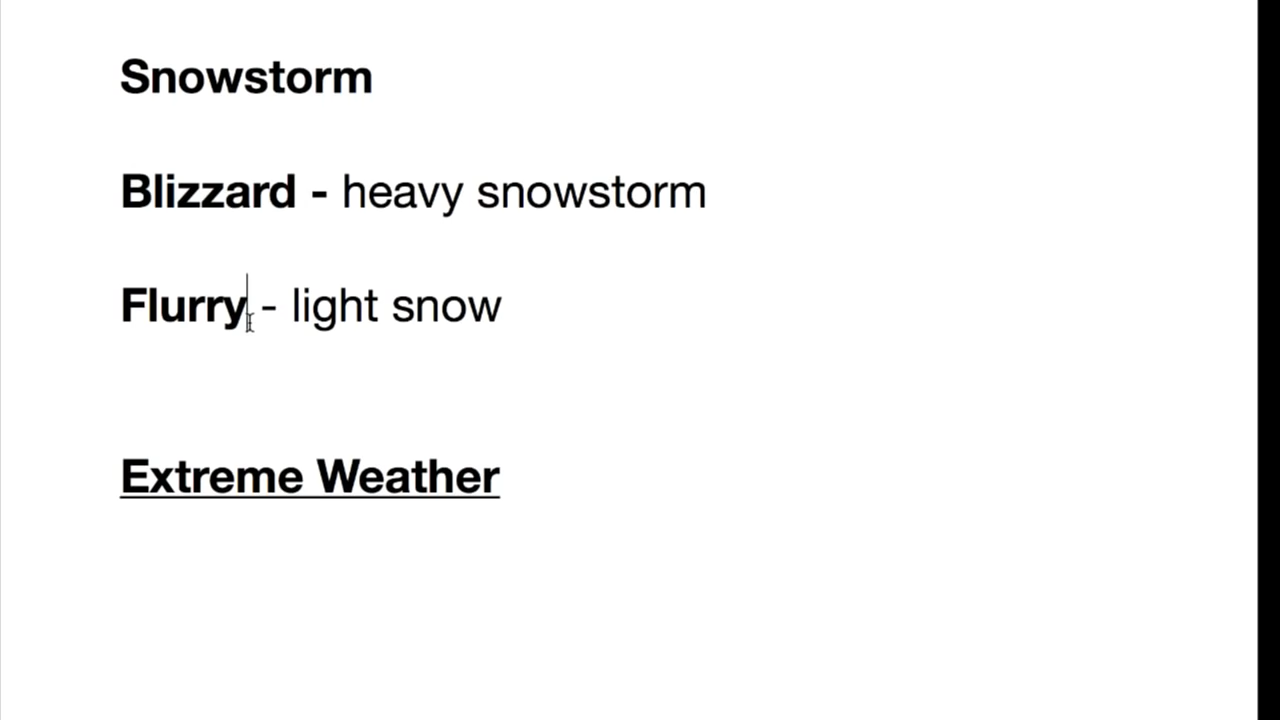 Snowstorm
Blizzard - heavy snowstorm
Flurry - light snow
Extreme Weather